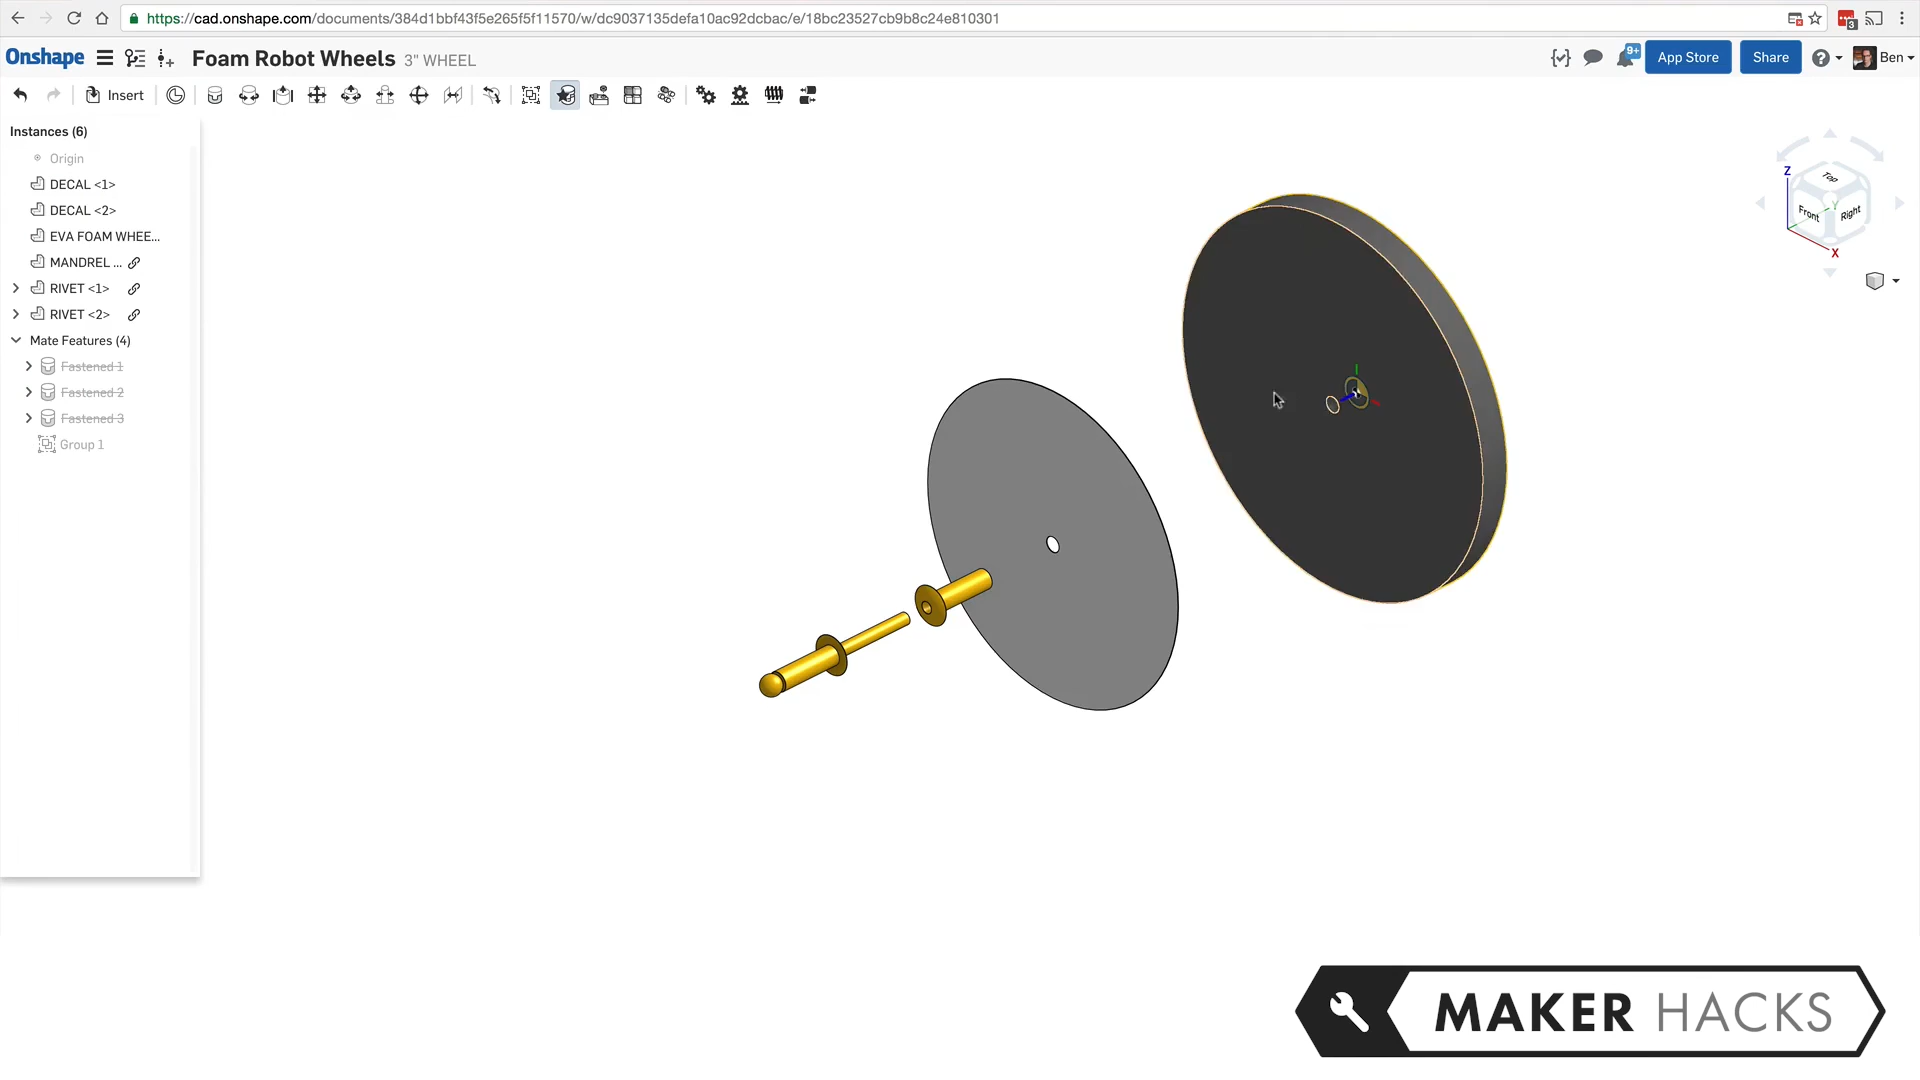 https://cad.onshape.com/documents/384d1bbf43f5e265f5f11570/w/dc9037135defa10ac92dcbac/e/18bc23527cb9b8c24e810301
3
Onshape
Foam Robot Wheels 3" WHEEL
9+
App Store
Share
Ben
Insert
Instances (6)
Origin
DECAL <1>
DECAL <2>
EVA FOAM WHEE...
MANDREL ...
RIVET <1>
RIVET <2>
Mate Features (4)
Fastened 1
Fastened 2
Fastened 3
Group 1
Z
Top
Front
Y
Right
X
MAKER HACKS